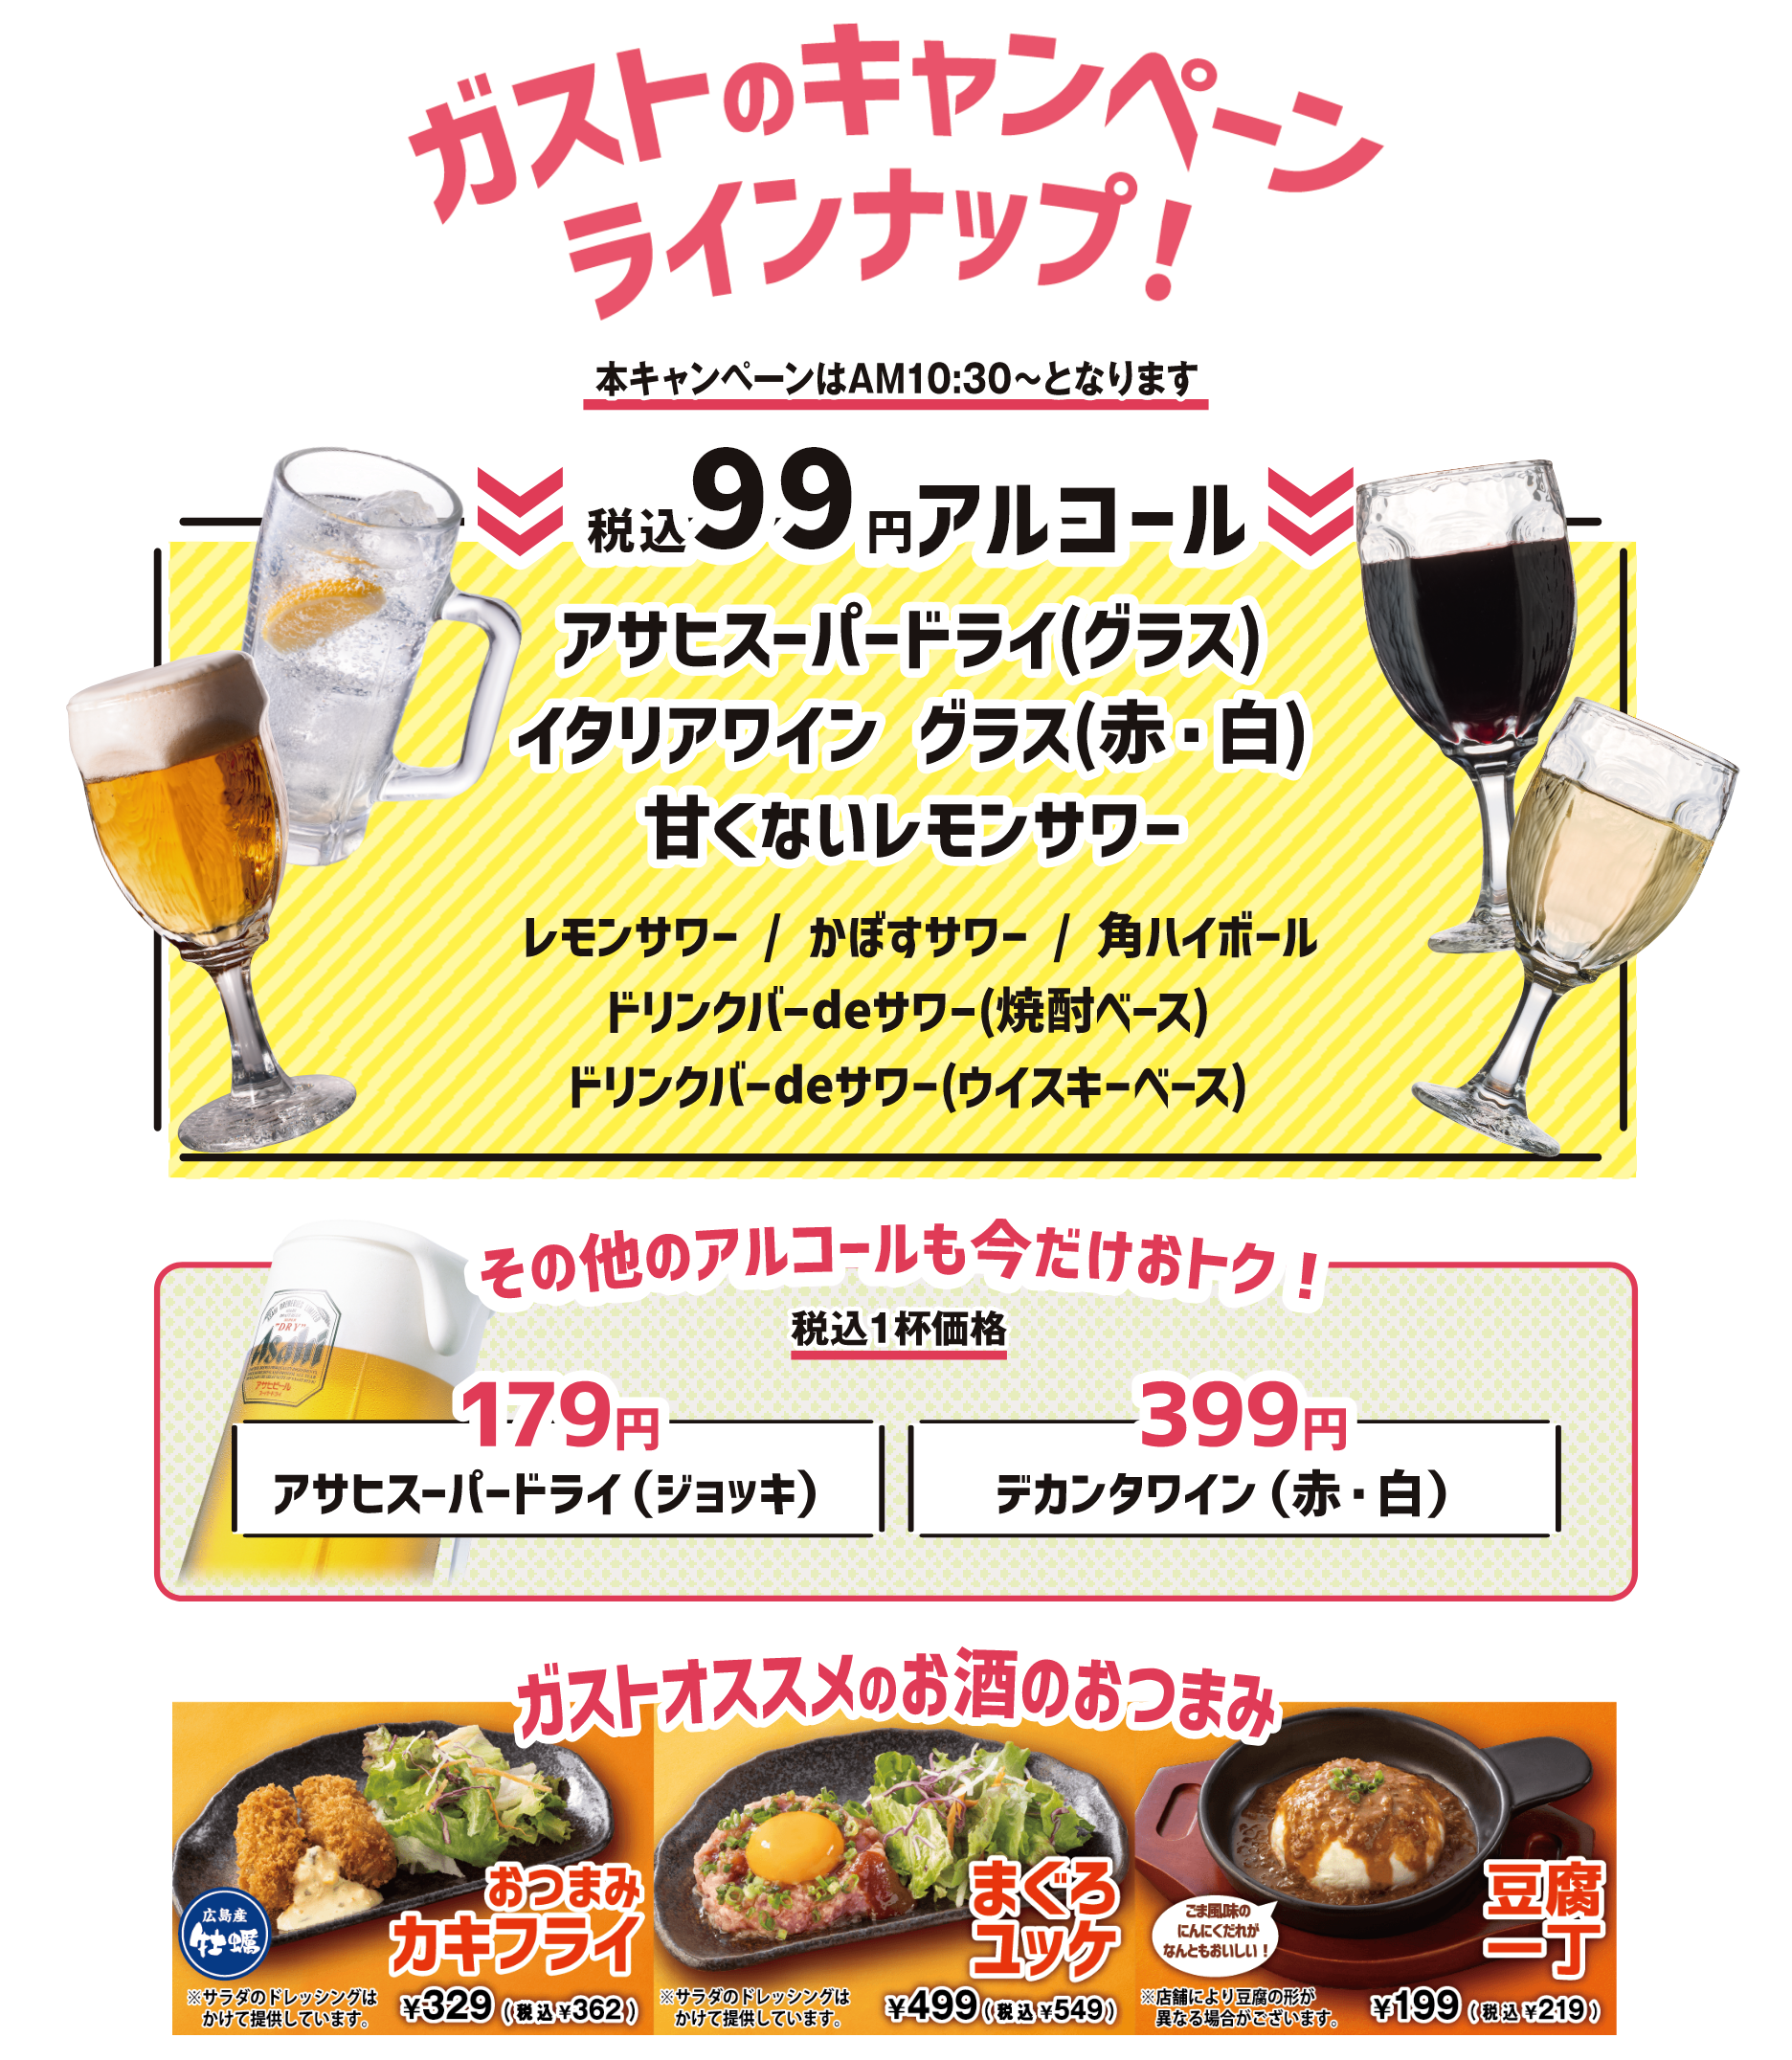 ガストのキャンペーン
ラインナップ！
本キャンペーンはAM10:30～となります
税込99円アルコール
アサヒスーパードライ(グラス)
イタリアワイン グラス(赤・白)
甘くないレモンサワー
レモンサワー / かぼすサワー / 角ハイボール
ドリンクバーdeサワー(焼酎ベース)
ドリンクバーdeサワー(ウイスキーベース)
その他のアルコールも今だけおトク！
税込1杯価格
"DRY"
Asahi
アサヒビール
179円
アサヒスーパードライ（ジョッキ）
399円
デカンタワイン（赤・白）
ガストオススメのお酒のおつまみ
広島産
牡蠣
おつまみ
カキフライ
※サラダのドレッシングは
かけて提供しています。
¥329（税込¥362）
まぐろ
ユッケ
※サラダのドレッシングは
かけて提供しています。
¥499（税込¥549）
ごま風味の
にんにくだれが
なんともおいしい！
豆腐
一丁
※店舗により豆腐の形が
異なる場合がございます。
¥199（税込¥219）